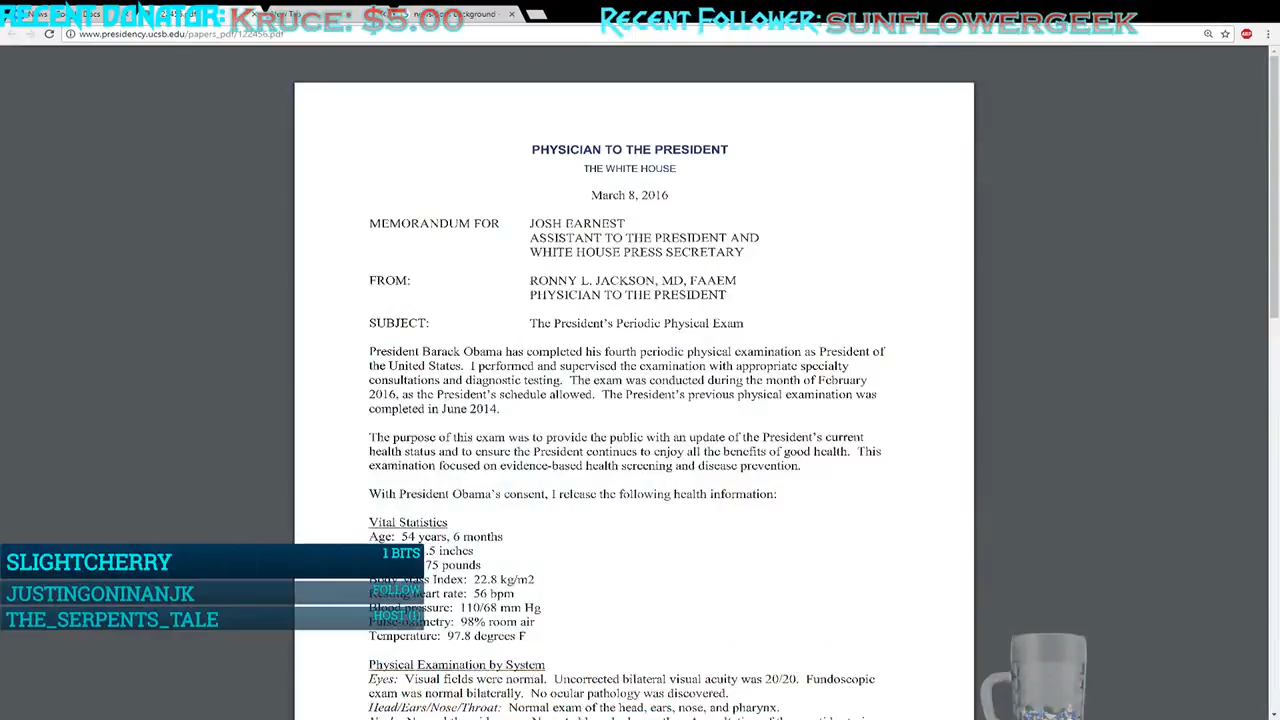 RECENT DONATOR: KRUCE: $5.00
RECENT FOLLOWER: SUNFLOWERGEEK
www.presidency.ucsb.edu/papers_pdf/122456.pdf
PHYSICIAN TO THE PRESIDENT
THE WHITE HOUSE
March 8, 2016
MEMORANDUM FOR JOSH EARNEST
ASSISTANT TO THE PRESIDENT AND
WHITE HOUSE PRESS SECRETARY
FROM: RONNY L. JACKSON, MD, FAAEM
PHYSICIAN TO THE PRESIDENT
SUBJECT: The President's Periodic Physical Exam
President Barack Obama has completed his fourth periodic physical examination as President of
the United States. I performed and supervised the examination with appropriate specialty
consultations and diagnostic testing. The exam was conducted during the month of February
2016, as the President's schedule allowed. The President's previous physical examination was
completed in June 2014.
The purpose of this exam was to provide the public with an update of the President's current
health status and to ensure the President continues to enjoy all the benefits of good health. This
examination focused on evidence-based health screening and disease prevention.
With President Obama's consent, I release the following health information:
Vital Statistics
Age: 54 years, 6 months
.5 inches
75 pounds
Body Mass Index: 22.8 kg/m2
Resting heart rate: 56 bpm
Blood pressure: 110/68 mm Hg
Pulse-oximetry: 98% room air
Temperature: 97.8 degrees F
Physical Examination by System
Eyes: Visual fields were normal. Uncorrected bilateral visual acuity was 20/20. Fundoscopic
exam was normal bilaterally. No ocular pathology was discovered.
Head/Ears/Nose/Throat: Normal exam of the head, ears, nose, and pharynx.
SLIGHTCHERRY 1 BITS
JUSTINGONINANJK FOLLOW
THE_SERPENTS_TALE HOST (1)